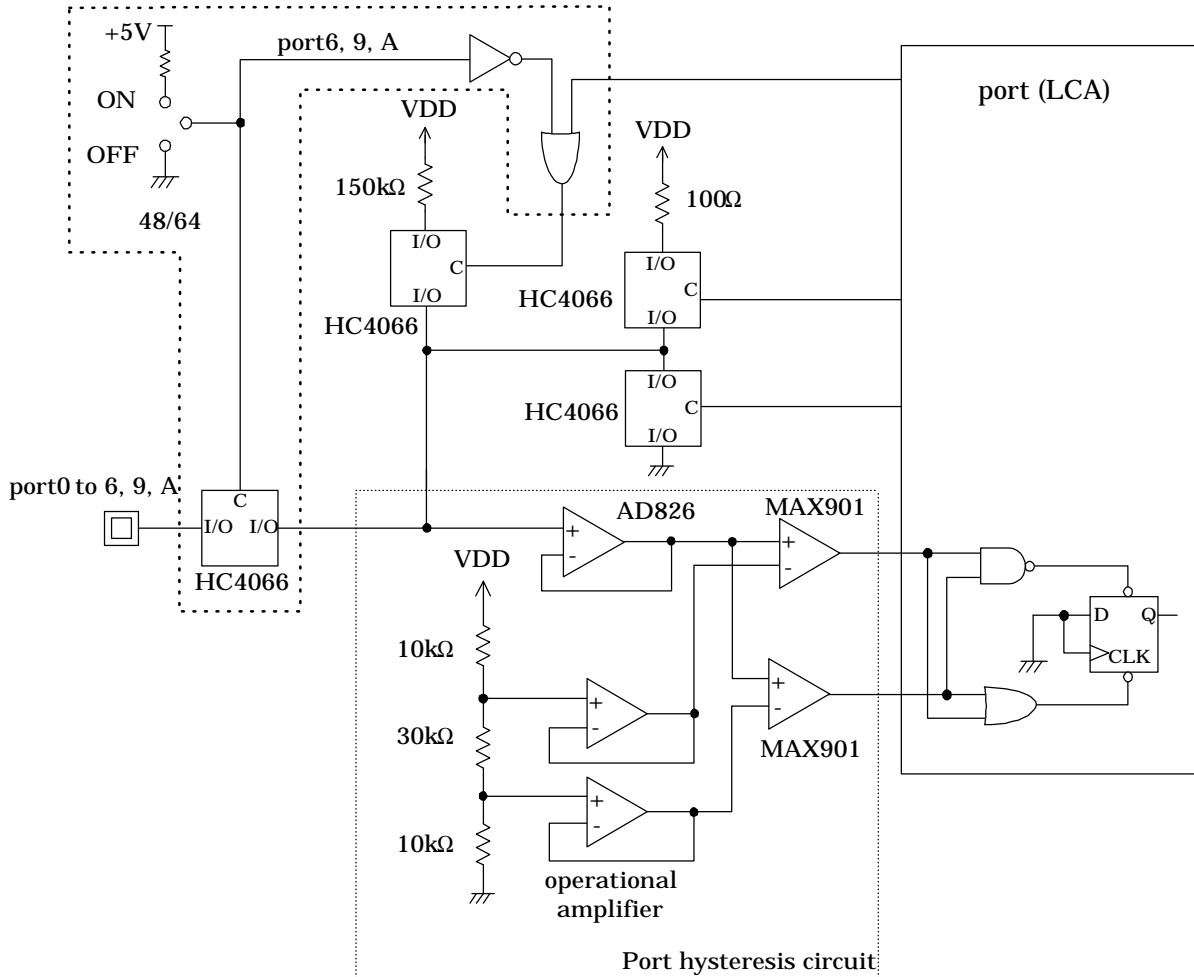 +5V
port6, 9, A
ON
OFF
48/64
VDD
150kΩ
I/O
C
I/O
HC4066
VDD
100Ω
I/O
C
I/O
HC4066
I/O
C
I/O
HC4066
port (LCA)
port0 to 6, 9, A
C
I/O I/O
HC4066
AD826
+
-
MAX901
+
-
VDD
10kΩ
30kΩ
10kΩ
+
-
+
-
operational
amplifier
+
-
MAX901
D Q
CLK
Port hysteresis circuit